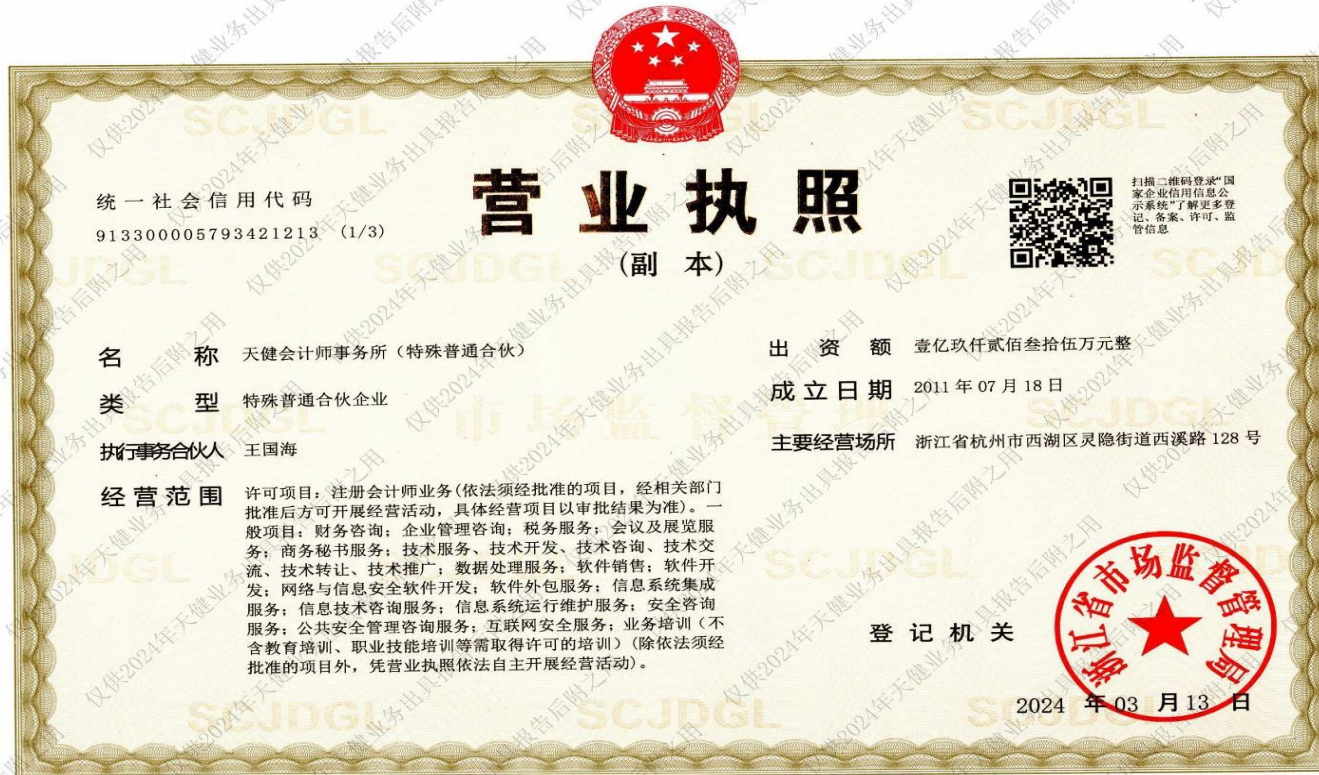 营业执照
(副 本)
统一社会信用代码
913300005793421213 (1/3)
扫描二维码登录“国
家企业信用信息公
示系统”了解更多登
记、备案、许可、监
管信息
名 称 天健会计师事务所（特殊普通合伙）
类 型 特殊普通合伙企业
执行事务合伙人 王国海
经营范围 许可项目：注册会计师业务(依法须经批准的项目，经相关部门
批准后方可开展经营活动，具体经营项目以审批结果为准)。一
般项目：财务咨询；企业管理咨询；税务服务；会议及展览服
务；商务秘书服务；技术服务、技术开发、技术咨询、技术交
流、技术转让、技术推广；数据处理服务；软件销售；软件开
发；网络与信息安全软件开发；软件外包服务；信息系统集成
服务；信息技术咨询服务；信息系统运行维护服务；安全咨询
服务；公共安全管理咨询服务；互联网安全服务；业务培训（不
含教育培训、职业技能培训等需取得许可的培训）(除依法须经
批准的项目外，凭营业执照依法自主开展经营活动)。
出 资 额 壹亿玖仟贰佰叁拾伍万元整
成立日期 2011 年 07 月 18 日
主要经营场所 浙江省杭州市西湖区灵隐街道西溪路 128 号
登记机关
浙江省市场监督管理局
2024 年 03 月 13 日
SCJDGL
市场监督管理
仅供2024年天健业务出具报告后附之用